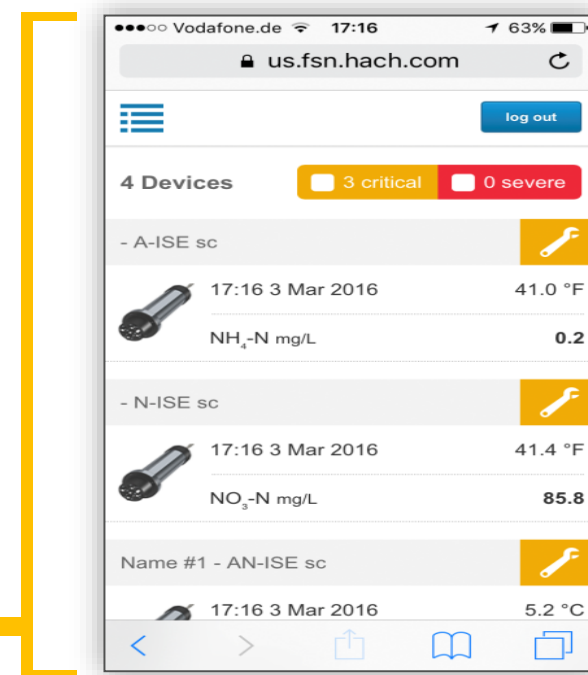 ●●●○○ Vodafone.de 17:16 63%
us.fsn.hach.com
log out
4 Devices 3 critical 0 severe
- A-ISE sc
17:16 3 Mar 2016 41.0 °F
NH₄-N mg/L 0.2
- N-ISE sc
17:16 3 Mar 2016 41.4 °F
NO₃-N mg/L 85.8
Name #1 - AN-ISE sc
17:16 3 Mar 2016 5.2 °C